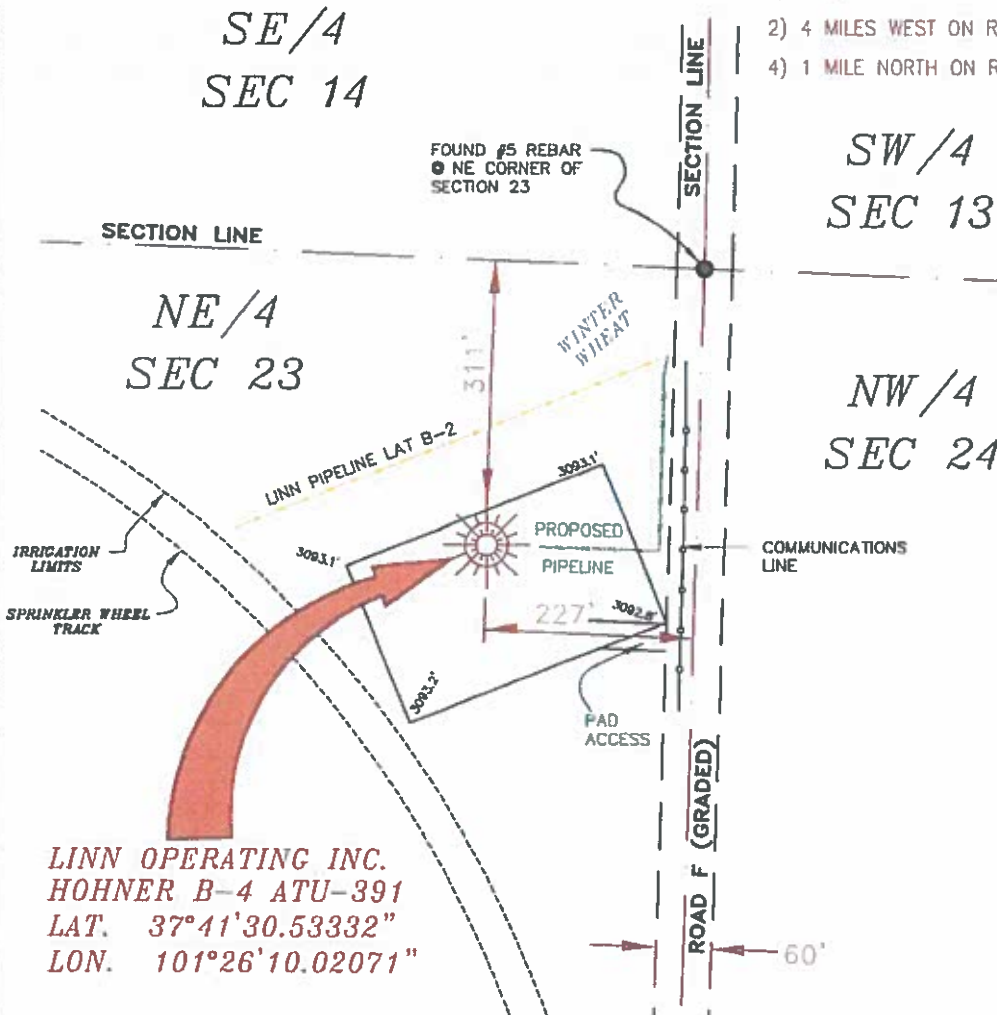 SE/4
SEC 14
2) 4 MILES WEST ON R
4) 1 MILE NORTH ON R
SECTION LINE
FOUND #5 REBAR
@ NE CORNER OF
SECTION 23
SW/4
SEC 13
SECTION LINE
NE/4
SEC 23
WINTER
WHEAT
311'
NW/4
SEC 24
LINN PIPELINE LAT B-2
3093.1'
3093.1'
PROPOSED
PIPELINE
IRRIGATION
LIMITS
COMMUNICATIONS
LINE
SPRINKLER WHEEL
TRACK
227'
3092.8'
3093.2'
PAD
ACCESS
ROAD F (GRADED)
LINN OPERATING INC.
HOHNER B-4 ATU-391
LAT. 37°41'30.53332"
LON. 101°26'10.02071"
60'